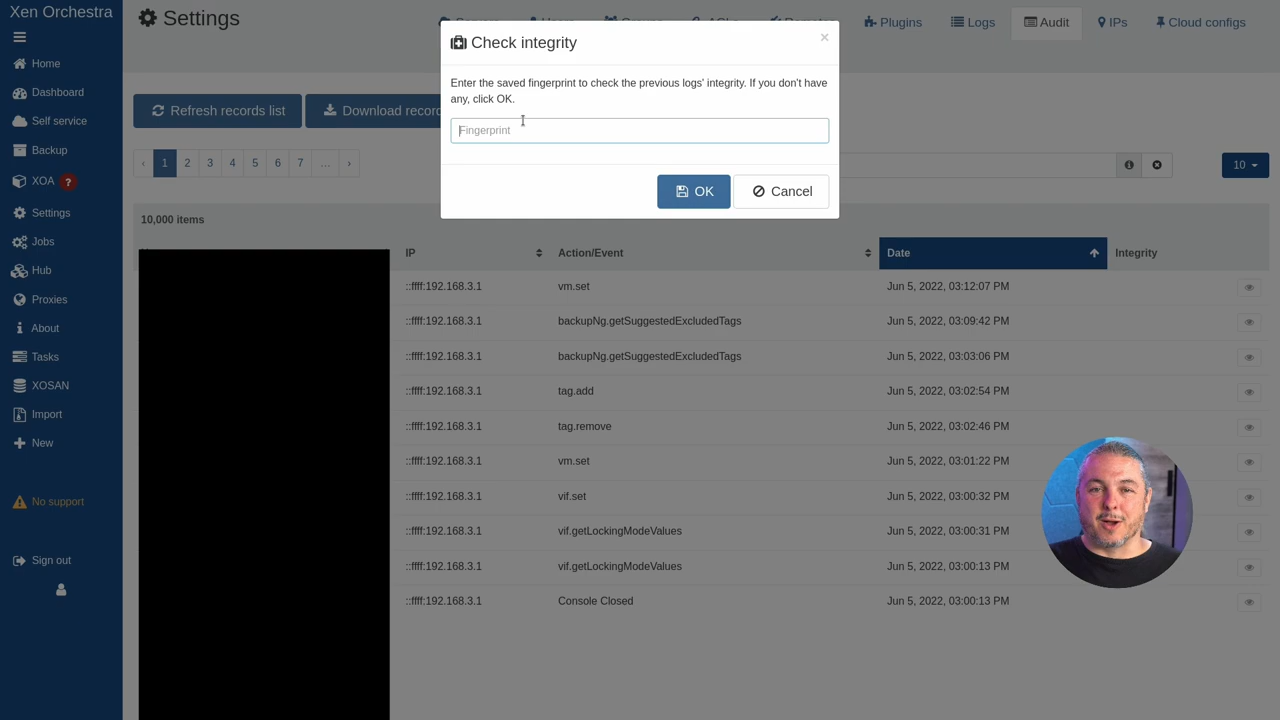 Xen Orchestra
Home
Dashboard
Self service
Backup
XOA ?
Settings
Jobs
Hub
Proxies
About
Tasks
XOSAN
Import
New
No support
Sign out
Settings
Servers Users Groups ACLs Remotes Plugins Logs Audit IPs Cloud configs
Refresh records list
Download recor
‹ 1 2 3 4 5 6 7 … ›
10
10,000 items
IP Action/Event Date Integrity
::ffff:192.168.3.1 vm.set Jun 5, 2022, 03:12:07 PM
::ffff:192.168.3.1 backupNg.getSuggestedExcludedTags Jun 5, 2022, 03:09:42 PM
::ffff:192.168.3.1 backupNg.getSuggestedExcludedTags Jun 5, 2022, 03:03:06 PM
::ffff:192.168.3.1 tag.add Jun 5, 2022, 03:02:54 PM
::ffff:192.168.3.1 tag.remove Jun 5, 2022, 03:02:46 PM
::ffff:192.168.3.1 vm.set Jun 5, 2022, 03:01:22 PM
::ffff:192.168.3.1 vif.set Jun 5, 2022, 03:00:32 PM
::ffff:192.168.3.1 vif.getLockingModeValues Jun 5, 2022, 03:00:31 PM
::ffff:192.168.3.1 vif.getLockingModeValues Jun 5, 2022, 03:00:13 PM
::ffff:192.168.3.1 Console Closed Jun 5, 2022, 03:00:13 PM
Check integrity ×
Enter the saved fingerprint to check the previous logs' integrity. If you don't have
any, click OK.
Fingerprint
OK Cancel